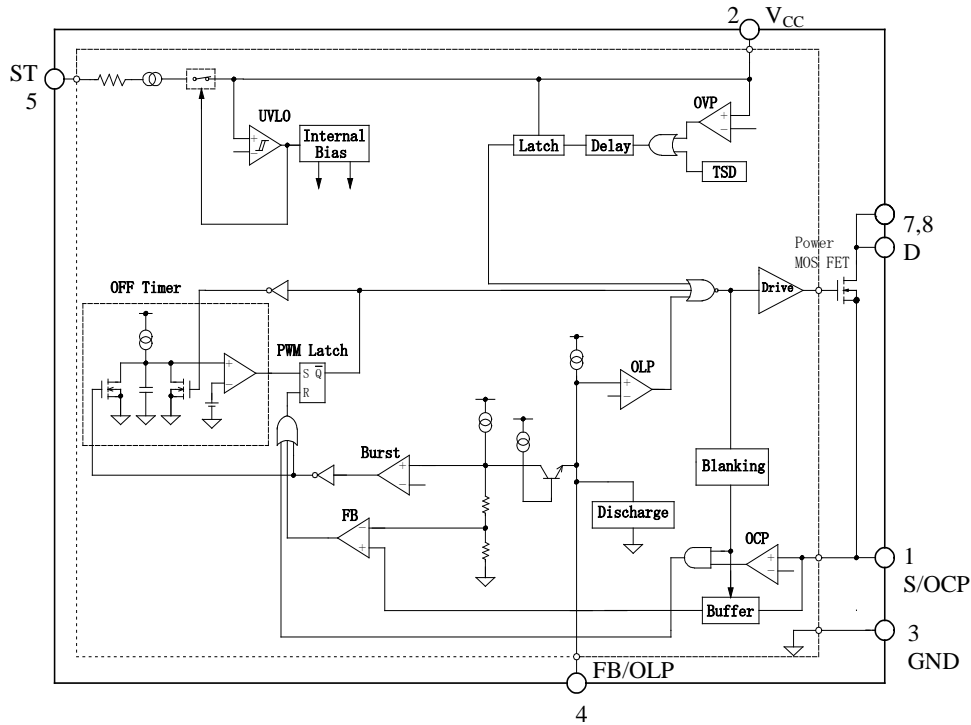 2 VCC
ST
5
OVP
UVLO
Internal
Bias
Latch
Delay
TSD
7,8
D
Power
MOS FET
OFF Timer
Drive
PWM Latch
S Q
R
OLP
Burst
Blanking
FB
Discharge
OCP
1
S/OCP
Buffer
3
GND
FB/OLP
4